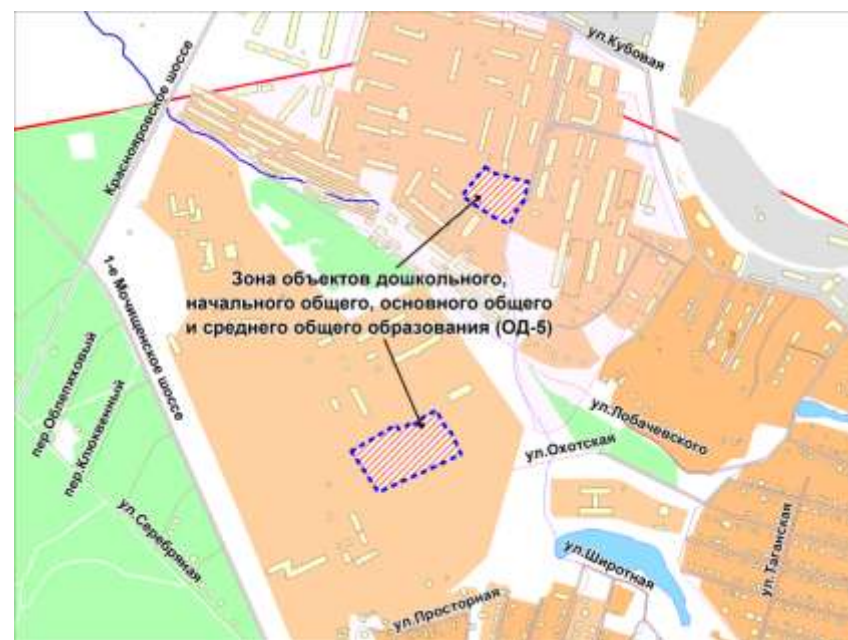 ул.Кубовая
Краснояровское шоссе
Зона объектов дошкольного,
начального общего, основного общего
и среднего общего образования (ОД-5)
1-е Мочищенское шоссе
пер.Облепиховый
пер.Клюквенный
ул.Серебряная
ул.Лобачевского
ул.Охотская
ул.Широтная
ул.Таганская
ул.Просторная